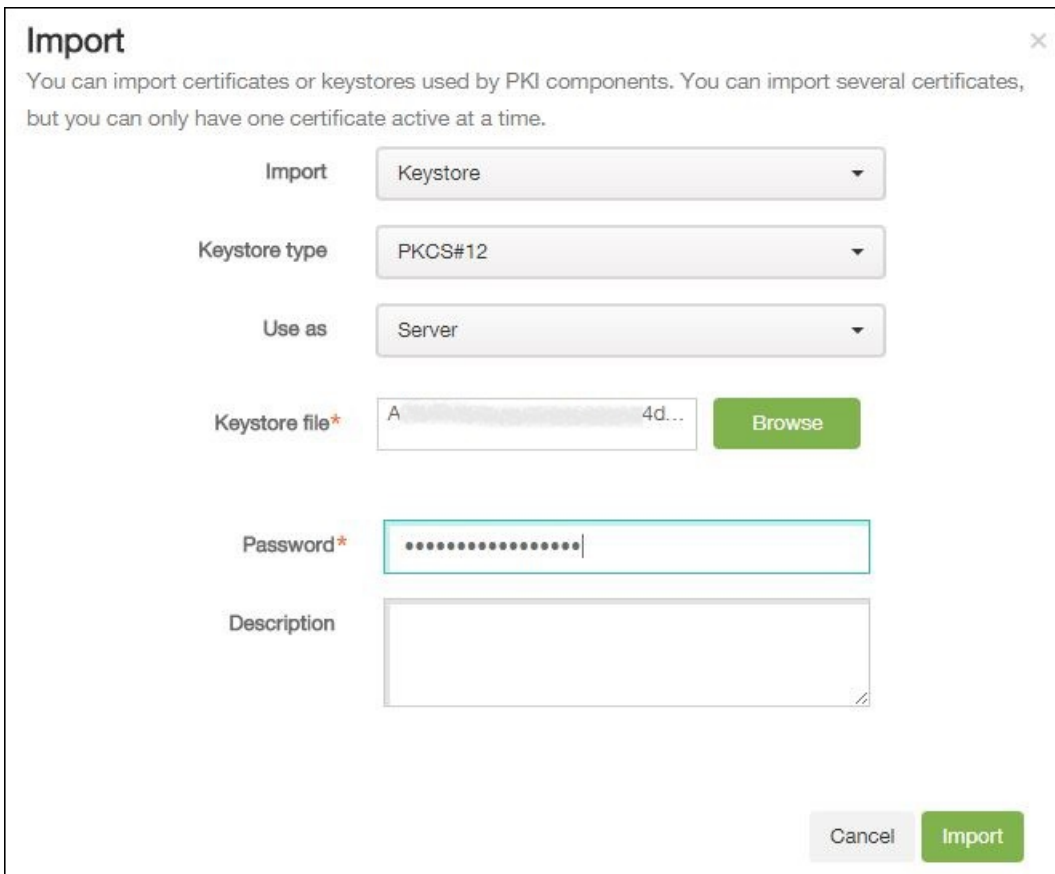 Import
You can import certificates or keystores used by PKI components. You can import several certificates,
but you can only have one certificate active at a time.
Import Keystore
Keystore type PKCS#12
Use as Server
Keystore file* A 4d... Browse
Password* •••••••••••••••••
Description
Cancel Import